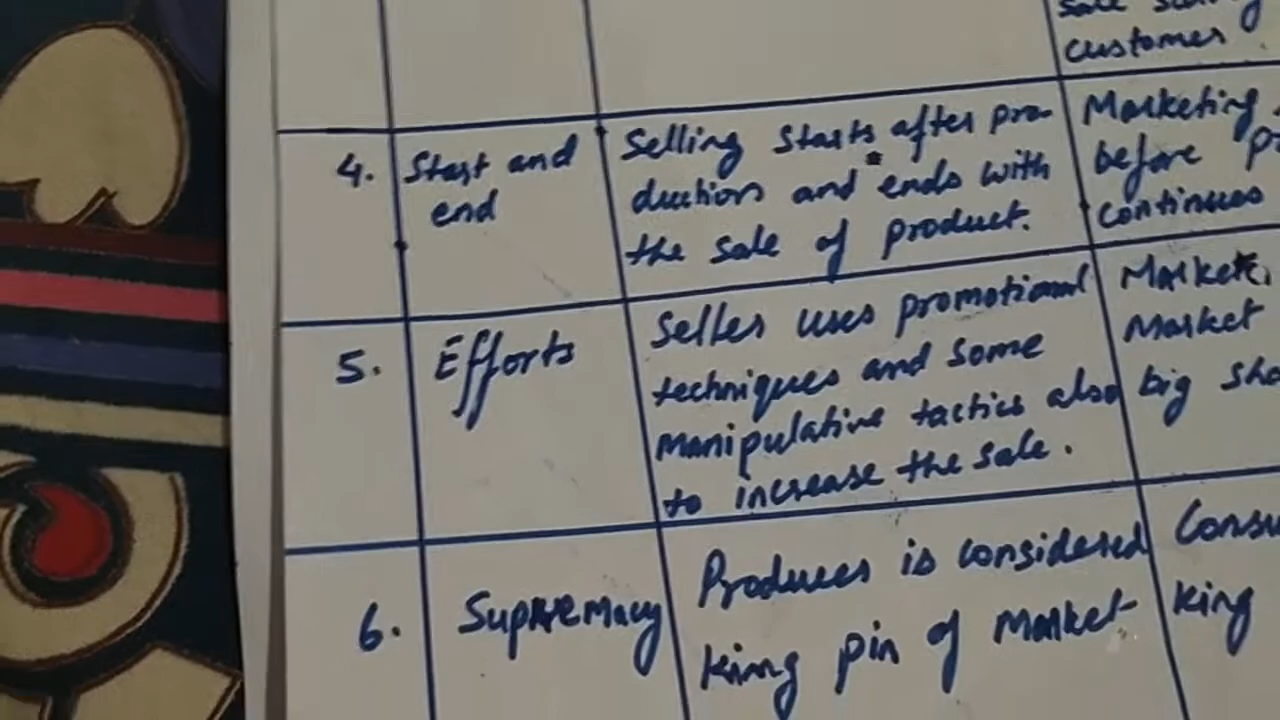 customer.
4. Start and
end
Selling starts after pro-
duction and ends with
the sale of product.
Marketing
before
continues
5. Efforts
Seller uses promotional
techniques and some
manipulative tactics also
to increase the sale.
Market
big
6. Supremacy
Producer is considered
king pin of market
king